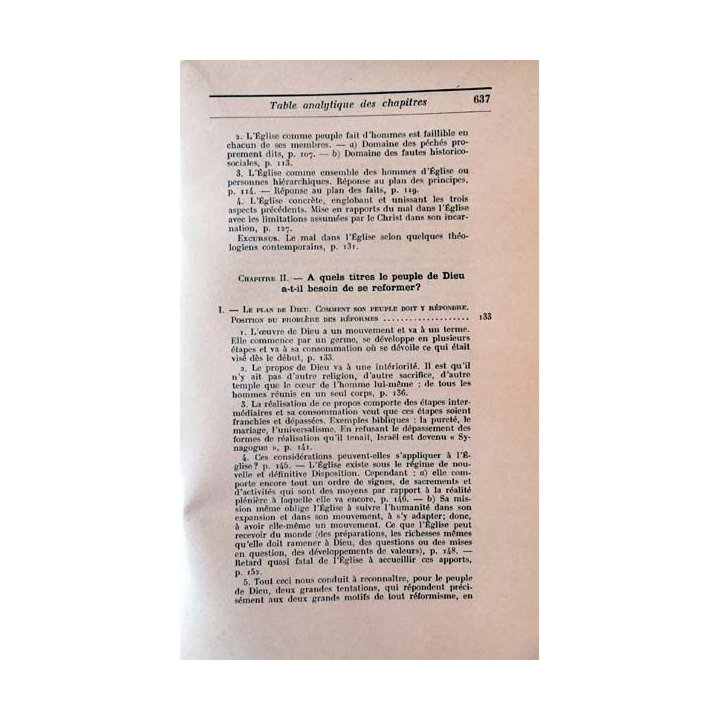 Table analytique des chapitres 637
2. L'Église comme peuple fait d'hommes est faillible en
chacun de ses membres. — a) Domaine des péchés pro-
prement dits, p. 107. — b) Domaine des fautes historico-
sociales, p. 113.
3. L'Église comme ensemble des hommes d'Église ou
personnes hiérarchiques. Réponse au plan des principes,
p. 114. — Réponse au plan des faits, p. 119.
4. L'Église concrète, englobant et unissant les trois
aspects précédents. Mise en rapports du mal dans l'Église
avec les limitations assumées par le Christ dans son incar-
nation, p. 127.
EXCURSUS. Le mal dans l'Église selon quelques théo-
logiens contemporains, p. 131.
CHAPITRE II. — A quels titres le peuple de Dieu
a-t-il besoin de se reformer?
I. — LE PLAN DE DIEU. COMMENT SON PEUPLE DOIT Y RÉPONDRE.
POSITION DU PROBLÈME DES RÉFORMES .................... 133
1. L'œuvre de Dieu a un mouvement et va à un terme.
Elle commence par un germe, se développe en plusieurs
étapes et va à sa consommation où se dévoile ce qui était
visé dès le début, p. 133.
2. Le propos de Dieu va à une intériorité. Il est qu'il
n'y ait pas d'autre religion, d'autre sacrifice, d'autre
temple que le cœur de l'homme lui-même : de tous les
hommes réunis en un seul corps, p. 136.
3. La réalisation de ce propos comporte des étapes inter-
médiaires et sa consommation veut que ces étapes soient
franchies et dépassées. Exemples bibliques : la pureté, le
mariage, l'universalisme. En refusant le dépassement des
formes de réalisation qu'il tenait, Israël est devenu « Sy-
nagogue », p. 141.
4. Ces considérations peuvent-elles s'appliquer à l'É-
glise? p. 145. — L'Église existe sous le régime de nou-
velle et définitive Disposition. Cependant : a) elle com-
porte encore tout un ordre de signes, de sacrements et
d'activités qui sont des moyens par rapport à la réalité
plénière à laquelle elle va encore, p. 146. — b) Sa mis-
sion même oblige l'Église à suivre l'humanité dans son
expansion et dans son mouvement, à s'y adapter; donc,
à avoir elle-même un mouvement. Ce que l'Église peut
recevoir du monde (des préparations, les richesses mêmes
qu'elle doit ramener à Dieu, des questions ou des mises
en question, des développements de valeurs), p. 148. —
Retard quasi fatal de l'Église à accueillir ces apports,
p. 152.
5. Tout ceci nous conduit à reconnaître, pour le peuple
de Dieu, deux grandes tentations, qui répondent préci-
sément aux deux grands motifs de tout réformisme, en